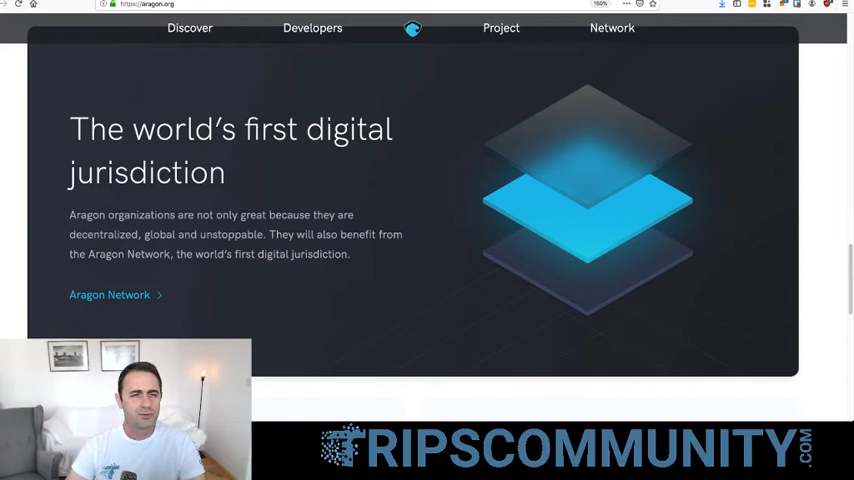 https://aragon.org
150%
Discover
Developers
Project
Network
The world's first digital
jurisdiction
Aragon organizations are not only great because they are
decentralized, global and unstoppable. They will also benefit from
the Aragon Network, the world's first digital jurisdiction.
Aragon Network >
TRIPSCOMMUNITY.COM